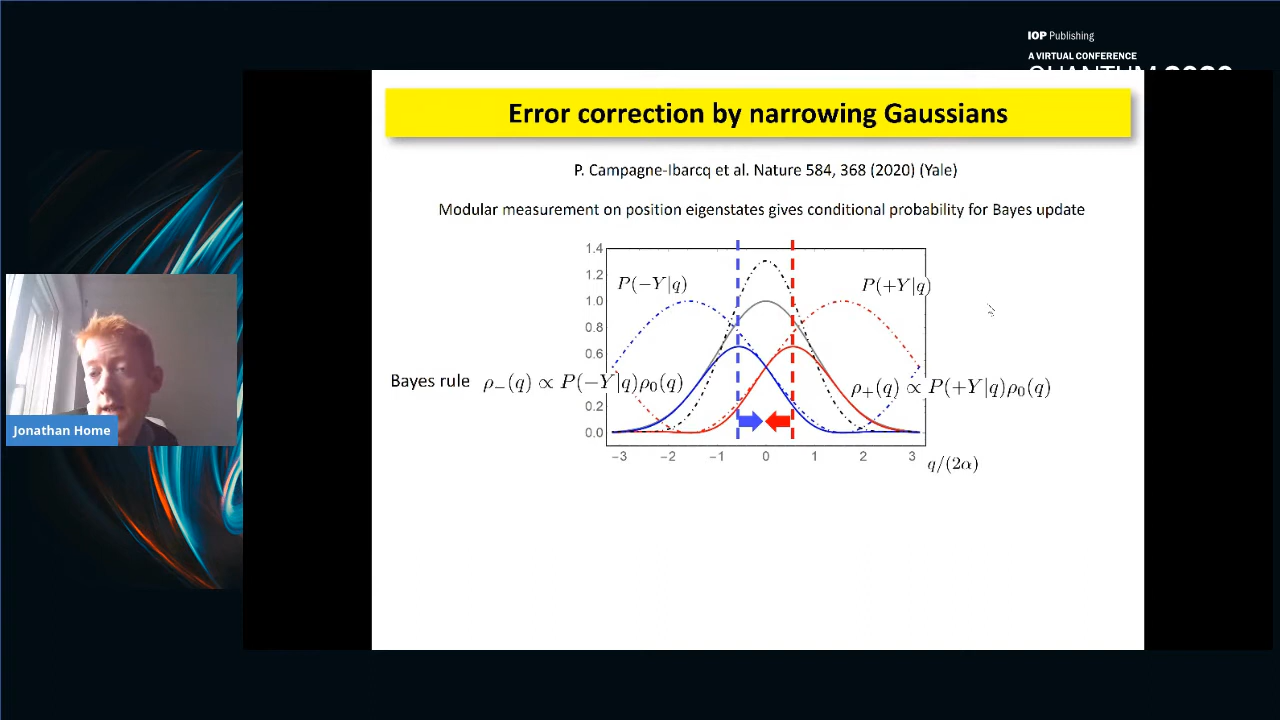 IOP Publishing
A VIRTUAL CONFERENCE
QUANTUM 2020
Error correction by narrowing Gaussians
P. Campagne-Ibarcq et al. Nature 584, 368 (2020) (Yale)
Modular measurement on position eigenstates gives conditional probability for Bayes update
1.4
1.2
1.0
0.8
0.6
0.2
0.0
P(−Y|q)
P(+Y|q)
Bayes rule ρ₋(q) ∝ P(−Y|q)ρ₀(q)
ρ₊(q) ∝ P(+Y|q)ρ₀(q)
−3 −2 −1 0 1 2 3
q/(2α)
Jonathan Home